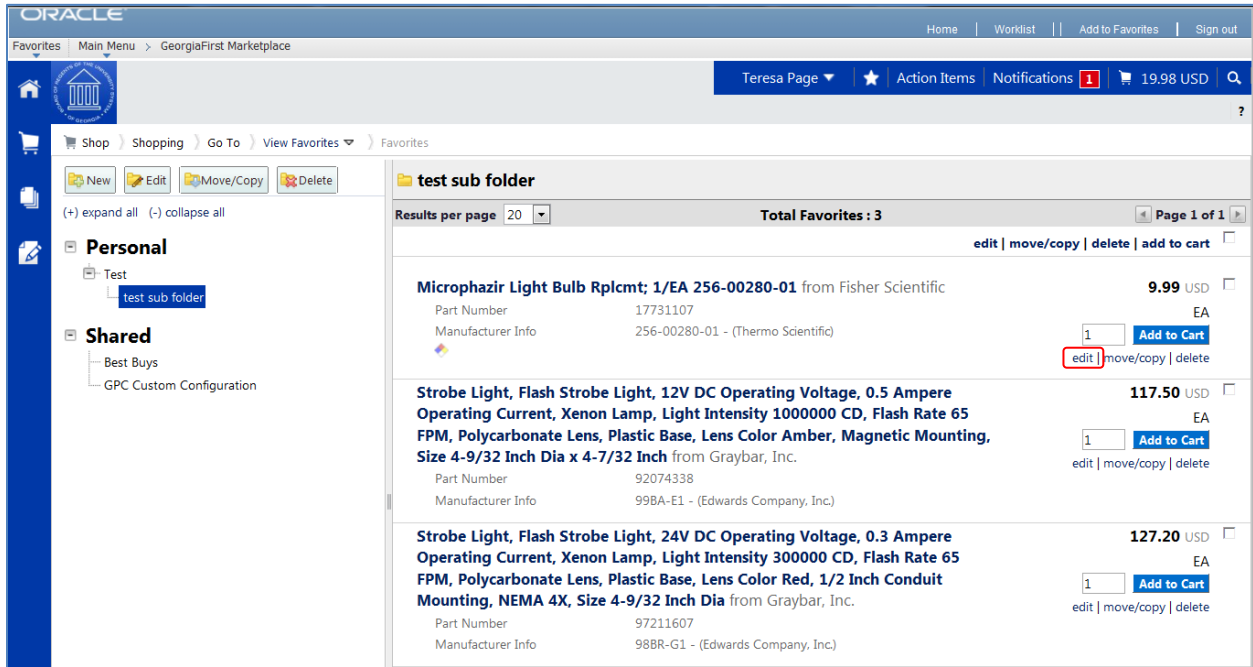 ORACLE
Home | Worklist || Add to Favorites | Sign out
Favorites | Main Menu > GeorgiaFirst Marketplace
Teresa Page | Action Items | Notifications 1 | 19.98 USD
?
Shop Shopping Go To View Favorites Favorites
New Edit Move/Copy Delete
(+) expand all (-) collapse all
Personal
Test
test sub folder
Shared
Best Buys
GPC Custom Configuration
test sub folder
Results per page 20 Total Favorites : 3 Page 1 of 1
edit | move/copy | delete | add to cart
Microphazir Light Bulb Rplcmt; 1/EA 256-00280-01 from Fisher Scientific 9.99 USD
Part Number 17731107 EA
Manufacturer Info 256-00280-01 - (Thermo Scientific) 1 Add to Cart
edit | move/copy | delete
Strobe Light, Flash Strobe Light, 12V DC Operating Voltage, 0.5 Ampere 117.50 USD
Operating Current, Xenon Lamp, Light Intensity 1000000 CD, Flash Rate 65 EA
FPM, Polycarbonate Lens, Plastic Base, Lens Color Amber, Magnetic Mounting, 1 Add to Cart
Size 4-9/32 Inch Dia x 4-7/32 Inch from Graybar, Inc. edit | move/copy | delete
Part Number 92074338
Manufacturer Info 99BA-E1 - (Edwards Company, Inc.)
Strobe Light, Flash Strobe Light, 24V DC Operating Voltage, 0.3 Ampere 127.20 USD
Operating Current, Xenon Lamp, Light Intensity 300000 CD, Flash Rate 65 EA
FPM, Polycarbonate Lens, Plastic Base, Lens Color Red, 1/2 Inch Conduit 1 Add to Cart
Mounting, NEMA 4X, Size 4-9/32 Inch Dia from Graybar, Inc. edit | move/copy | delete
Part Number 97211607
Manufacturer Info 98BR-G1 - (Edwards Company, Inc.)